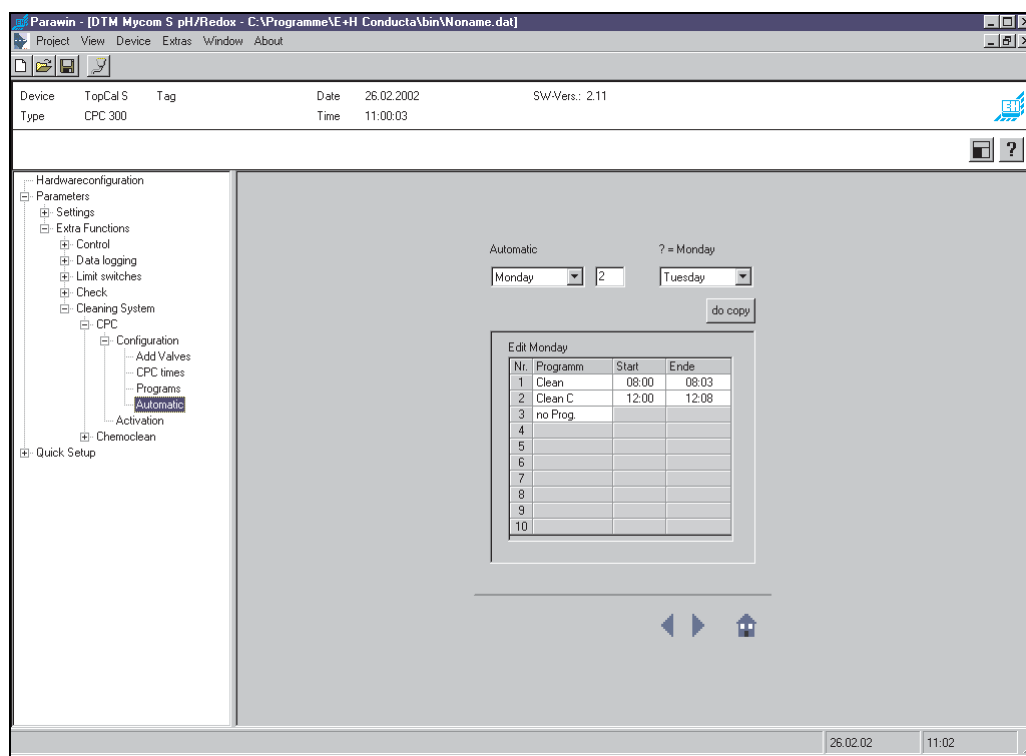 Parawin - [DTM Mycom S pH/Redox - C:\Programme\E+H Conducta\bin\Noname.dat]
Project View Device Extras Window About
Device TopCal S Tag Date 26.02.2002 SW-Vers.: 2.11
Type CPC 300 Time 11:00:03
EH
?
Hardwareconfiguration
Parameters
Settings
Extra Functions
Control
Data logging
Limit switches
Check
Cleaning System
CPC
Configuration
Add Valves
CPC times
Programs
Automatic
Activation
Chemoclean
Quick Setup
Automatic ? = Monday
Monday 2 Tuesday
do copy
Edit Monday
Nr. Programm Start Ende
1 Clean 08:00 08:03
2 Clean C 12:00 12:08
3 no Prog.
4
5
6
7
8
9
10
26.02.02 11:02